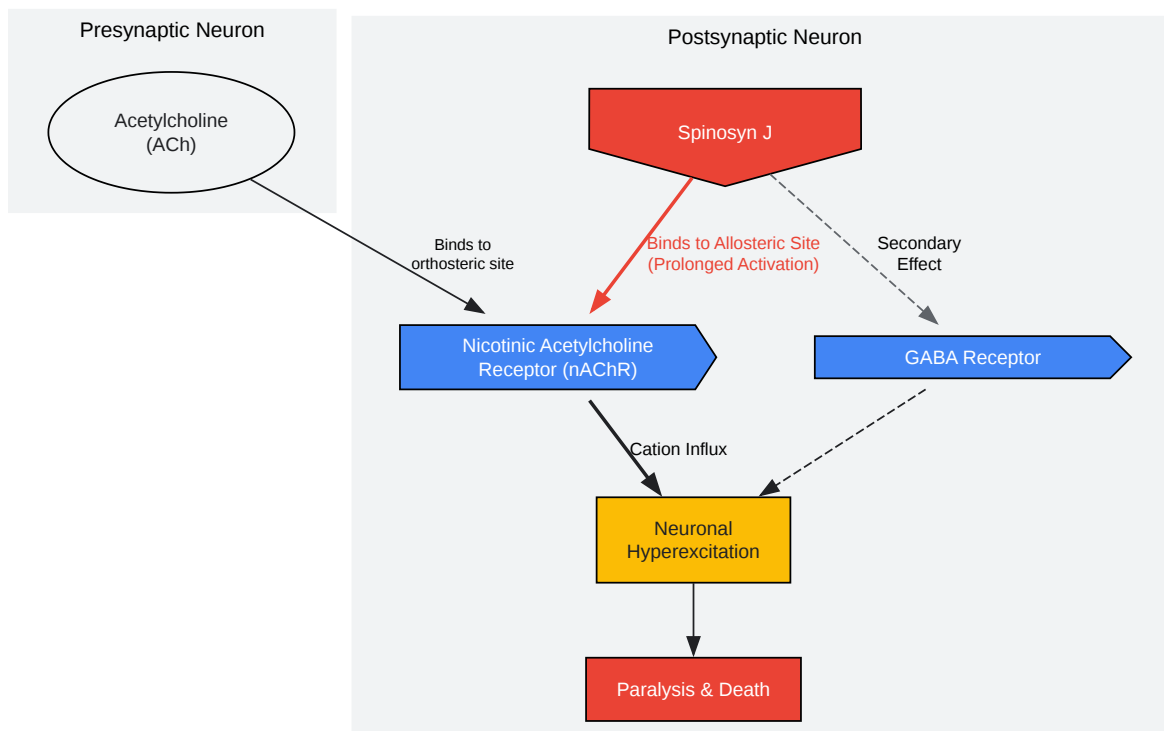 Presynaptic Neuron
Postsynaptic Neuron
Acetylcholine
(ACh)
Spinosyn J
Binds to
orthosteric site
Binds to Allosteric Site
(Prolonged Activation)
Secondary
Effect
Nicotinic Acetylcholine
Receptor (nAChR)
GABA Receptor
Cation Influx
Neuronal
Hyperexcitation
Paralysis & Death